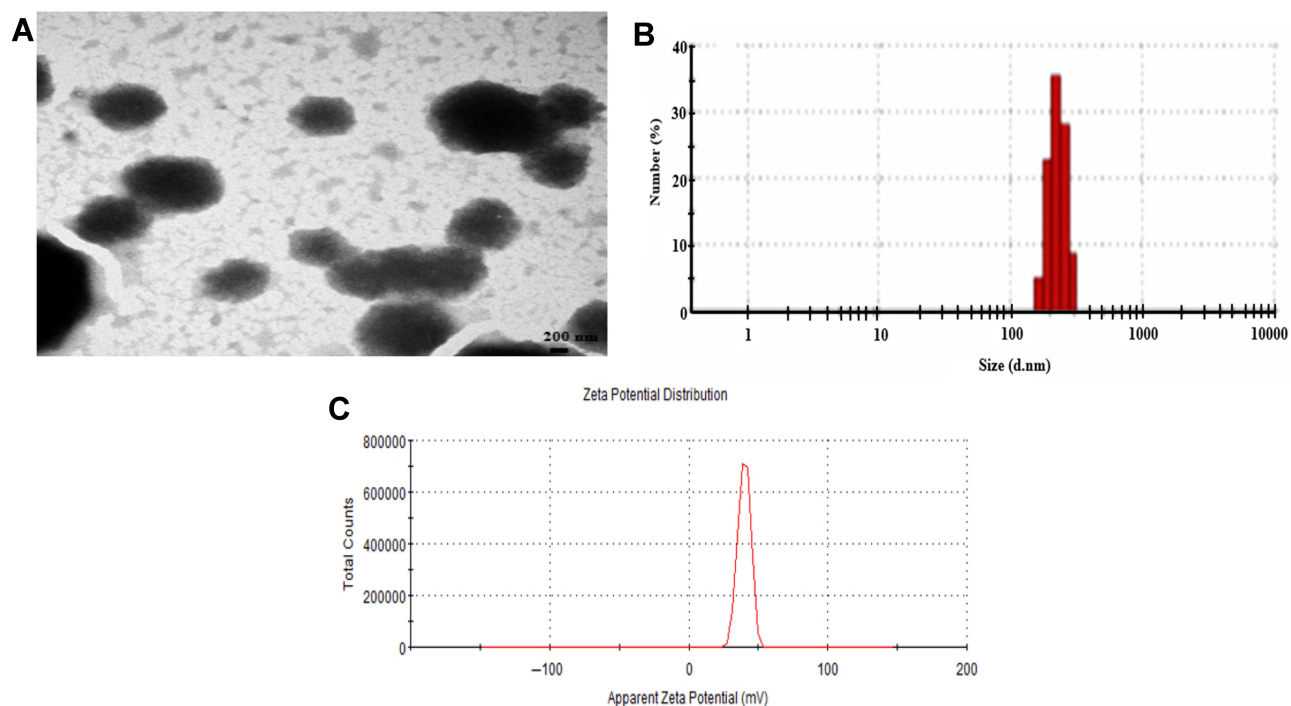 A
200 nm
B
40
30
20
10
0
Number (%)
1 10 100 1000 10000
Size (d.nm)
C
Zeta Potential Distribution
800000
600000
400000
200000
0
Total Counts
–100 0 100 200
Apparent Zeta Potential (mV)